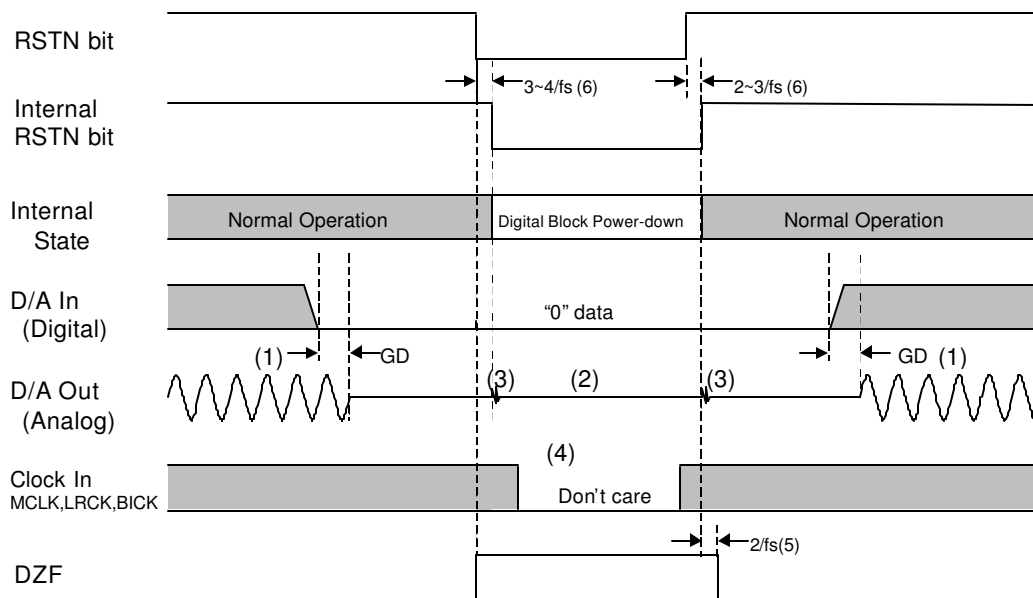 RSTN bit
3~4/fs (6)
2~3/fs (6)
Internal
RSTN bit
Internal
State
Normal Operation
Digital Block Power-down
Normal Operation
D/A In
(Digital)
“0” data
(1)
GD
GD
(1)
D/A Out
(Analog)
(3)
(2)
(3)
(4)
Clock In
MCLK,LRCK,BICK
Don’t care
2/fs(5)
DZF